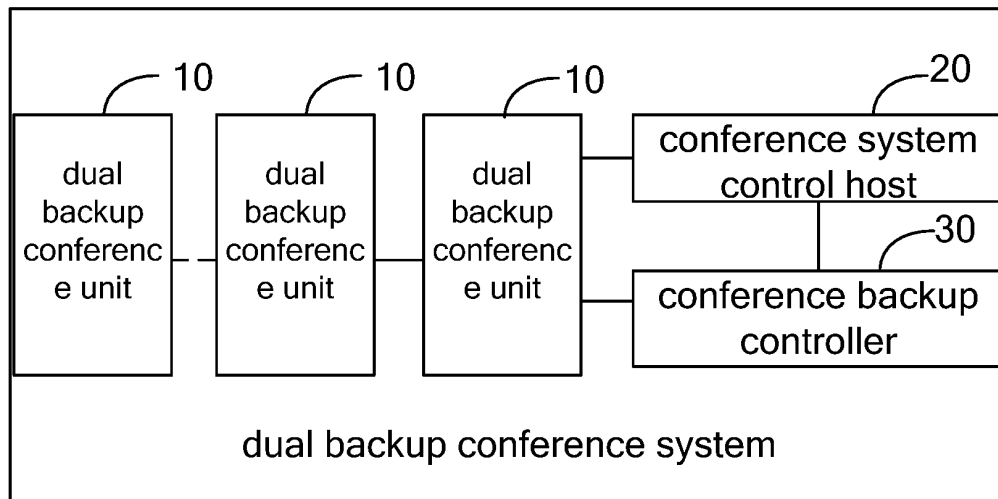 10
10
10
20
dual
backup
conferenc
e unit
dual
backup
conferenc
e unit
dual
backup
conferenc
e unit
conference system
control host
30
conference backup
controller
dual backup conference system